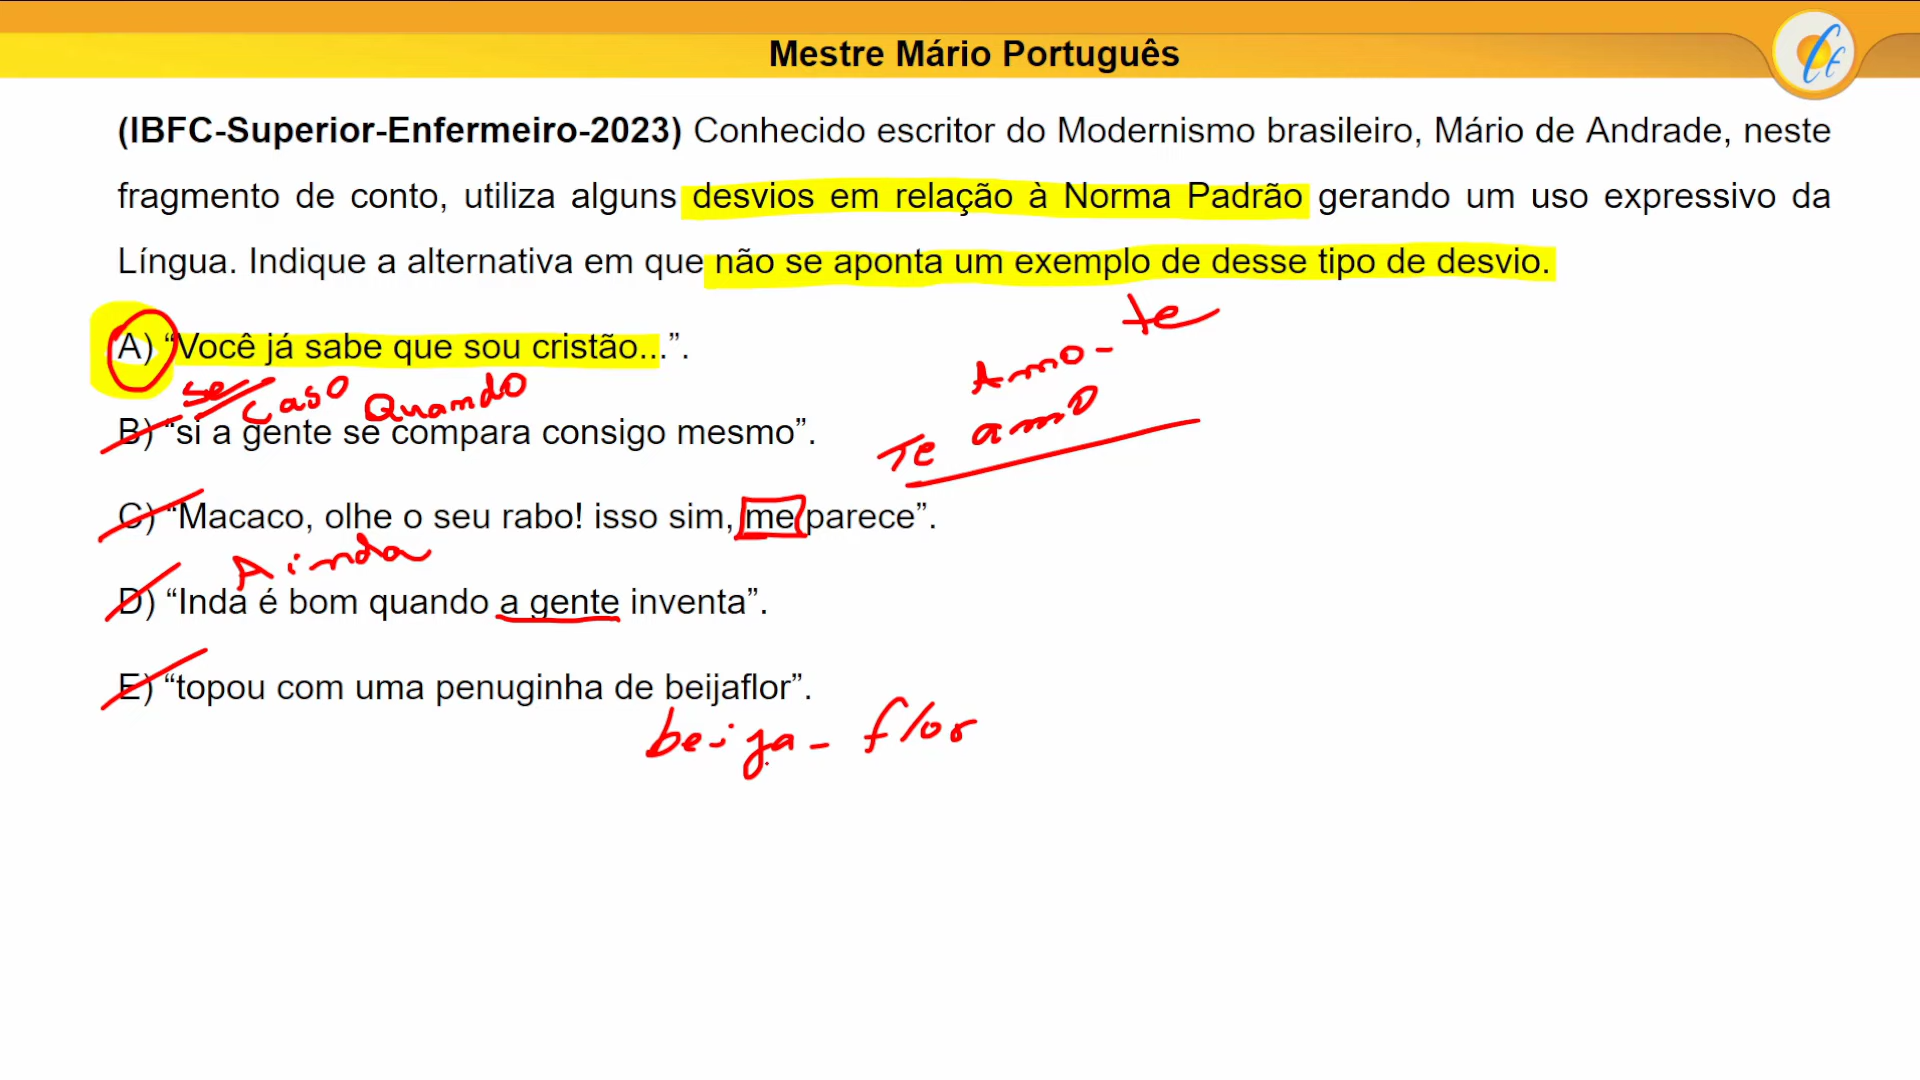 Mestre Mário Português
(IBFC-Superior-Enfermeiro-2023) Conhecido escritor do Modernismo brasileiro, Mário de Andrade, neste
fragmento de conto, utiliza alguns desvios em relação à Norma Padrão gerando um uso expressivo da
Língua. Indique a alternativa em que não se aponta um exemplo de desse tipo de desvio.
te
A) “Você já sabe que sou cristão...”.
Amo-
se caso Quando
Te amo
B) “si a gente se compara consigo mesmo”.
C) “Macaco, olhe o seu rabo! isso sim, me parece”.
Ainda
D) “Inda é bom quando a gente inventa”.
E) “topou com uma penuginha de beijaflor”.
beija-flor